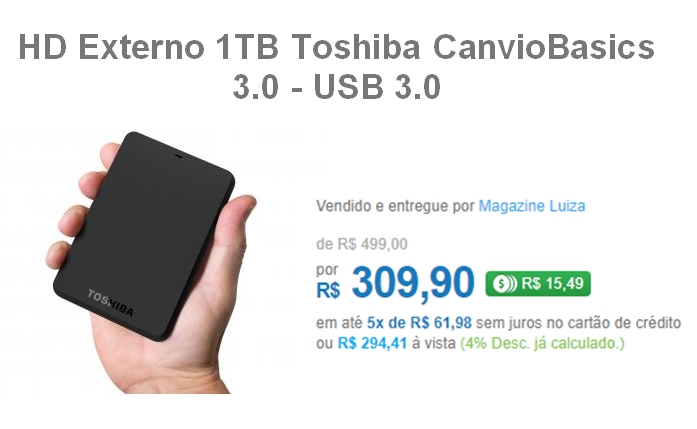 HD Externo 1TB Toshiba CanvioBasics
3.0 - USB 3.0
TOSHIBA
Vendido e entregue por Magazine Luiza
de R$ 499,00
por
R$ 309,90 $ R$ 15,49
em até 5x de R$ 61,98 sem juros no cartão de crédito
ou R$ 294,41 à vista (4% Desc. já calculado.)